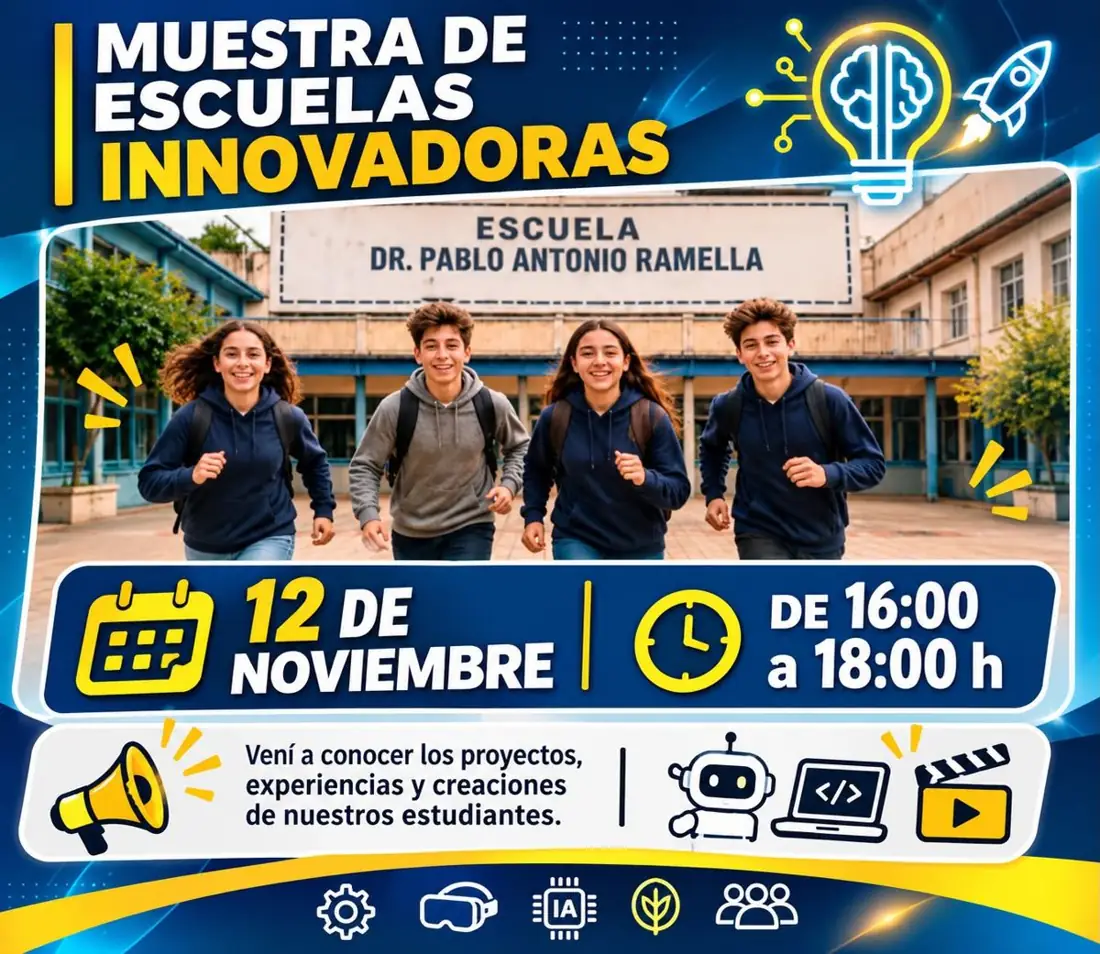 MUESTRA DE
ESCUELAS
INNOVADORAS
ESCUELA
DR. PABLO ANTONIO RAMELLA
12 DE
NOVIEMBRE
DE 16:00
a 18:00 h
Vení a conocer los proyectos,
experiencias y creaciones
de nuestros estudiantes.
</>
IA